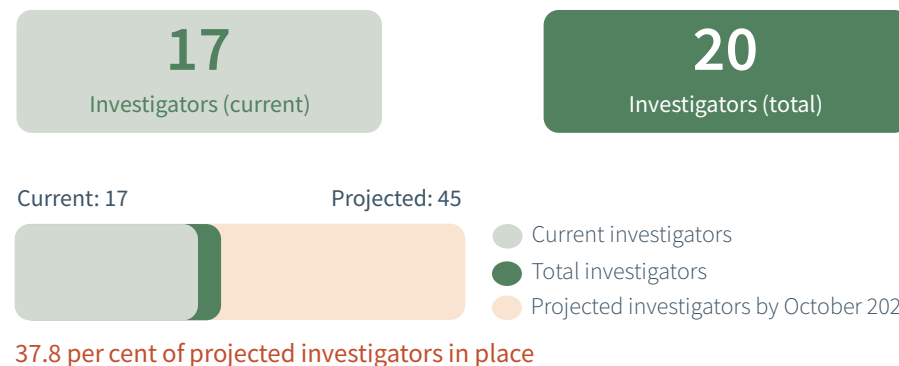 17
Investigators (current)
20
Investigators (total)
Current: 17
Projected: 45
Current investigators
Total investigators
Projected investigators by October
37.8 per cent of projected investigators in place